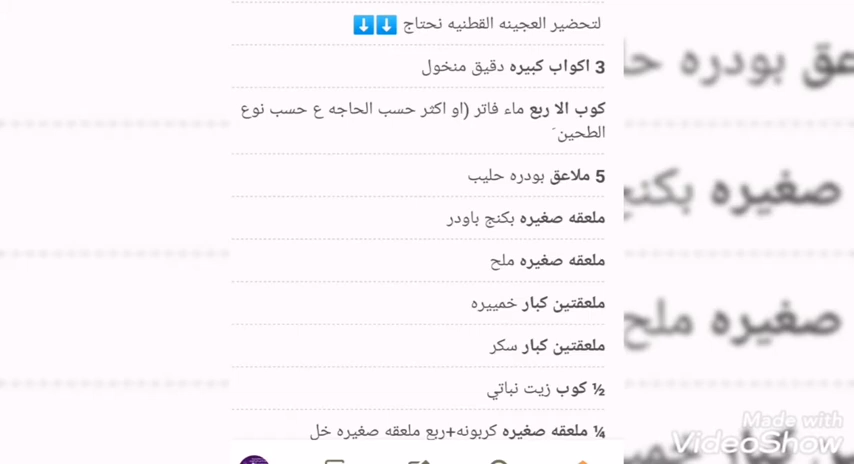 لتحضير العجينه القطنيه نحتاج ⬇️⬇️
3 اكواب كبيره دقيق منخول
كوب الا ربع ماء فاتر (او اكثر حسب الحاجه ع حسب نوع
الطحين َ
5 ملاعق بودره حليب
ملعقه صغيره بكنج باودر
ملعقه صغيره ملح
ملعقتين كبار خمييره
ملعقتين كبار سكر
½ كوب زيت نباتي
¼ ملعقه صغيره كربونه+ربع ملعقه صغيره خل
Made with
VideoShow